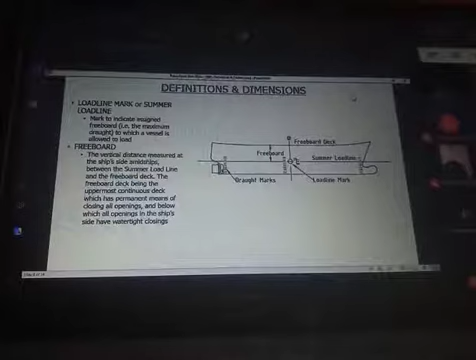 DEFINITIONS & DIMENSIONS
LOADLINE MARK or SUMMER
LOADLINE
Mark to indicate assigned
freeboard (i.e. the maximum
draught) to which a vessel is
allowed to load
FREEBOARD
The vertical distance measured at
the ship's side amidships,
between the Summer Load Line
and the freeboard deck. The
freeboard deck being the
uppermost continuous deck
which has permanent means of
closing all openings, and below
which all openings in the ship's
side have watertight closings
Freeboard Deck
Freeboard
Summer Loadline
Draught Marks
Loadline Mark